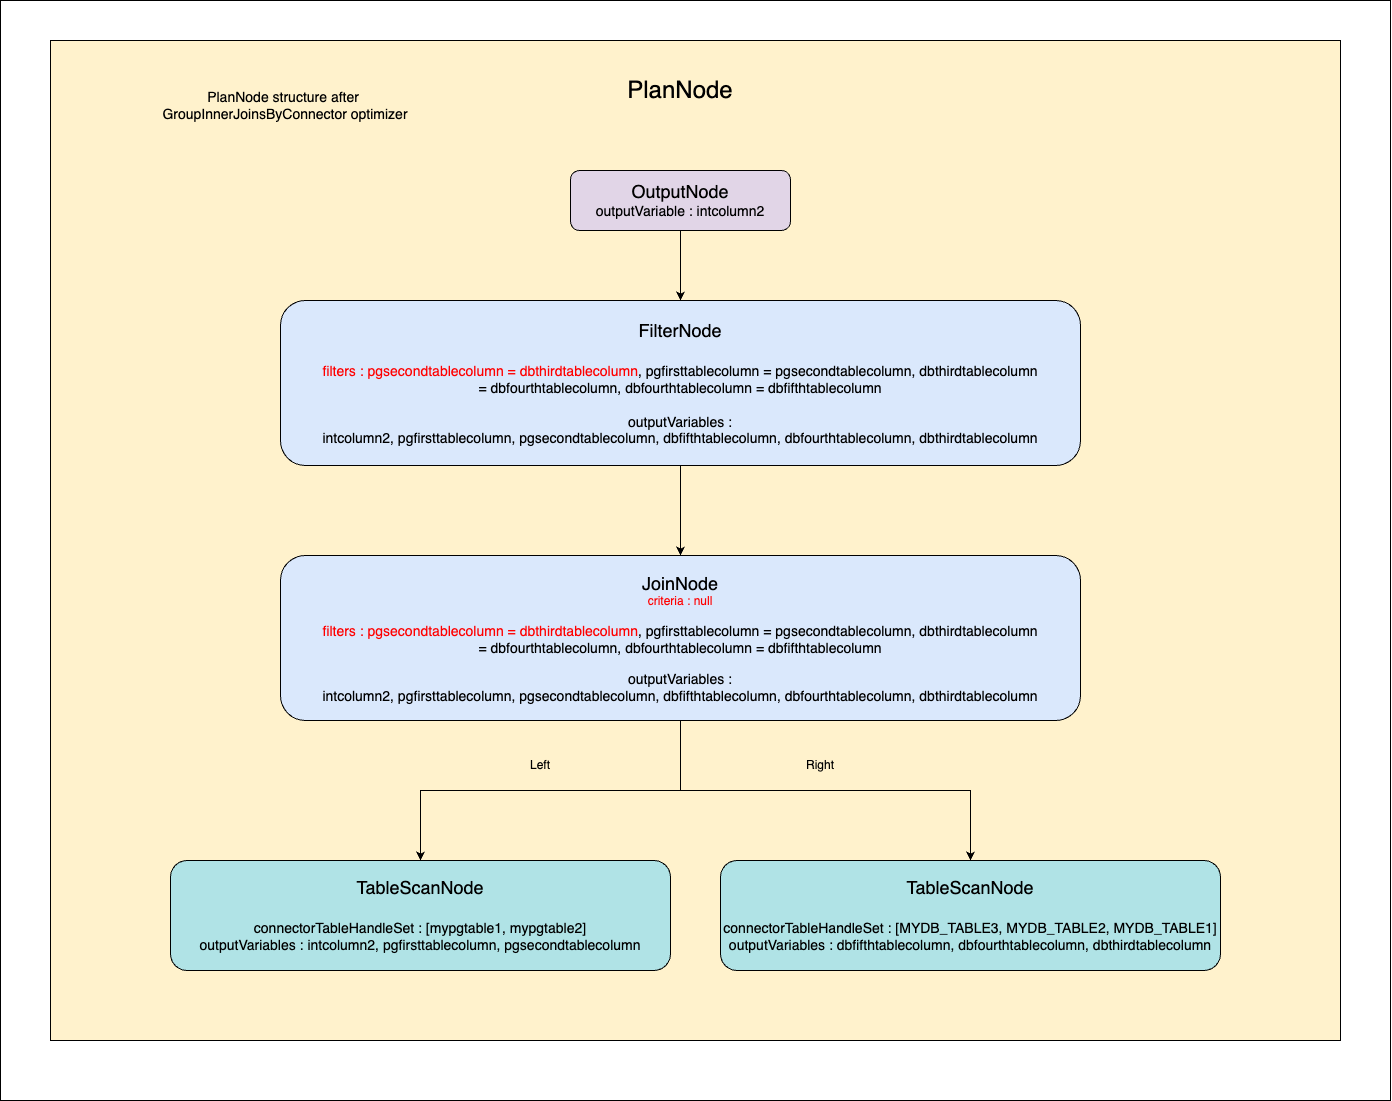 PlanNode
PlanNode structure after
GroupInnerJoinsByConnector optimizer
OutputNode
outputVariable : intcolumn2
FilterNode
filters : pgsecondtablecolumn = dbthirdtablecolumn, pgfirsttablecolumn = pgsecondtablecolumn, dbthirdtablecolumn
= dbfourthtablecolumn, dbfourthtablecolumn = dbfifthtablecolumn
outputVariables :
intcolumn2, pgfirsttablecolumn, pgsecondtablecolumn, dbfifthtablecolumn, dbfourthtablecolumn, dbthirdtablecolumn
JoinNode
criteria : null
filters : pgsecondtablecolumn = dbthirdtablecolumn, pgfirsttablecolumn = pgsecondtablecolumn, dbthirdtablecolumn
= dbfourthtablecolumn, dbfourthtablecolumn = dbfifthtablecolumn
outputVariables :
intcolumn2, pgfirsttablecolumn, pgsecondtablecolumn, dbfifthtablecolumn, dbfourthtablecolumn, dbthirdtablecolumn
Left
Right
TableScanNode
connectorTableHandleSet : [mypgtable1, mypgtable2]
outputVariables : intcolumn2, pgfirsttablecolumn, pgsecondtablecolumn
TableScanNode
connectorTableHandleSet : [MYDB_TABLE3, MYDB_TABLE2, MYDB_TABLE1]
outputVariables : dbfifthtablecolumn, dbfourthtablecolumn, dbthirdtablecolumn